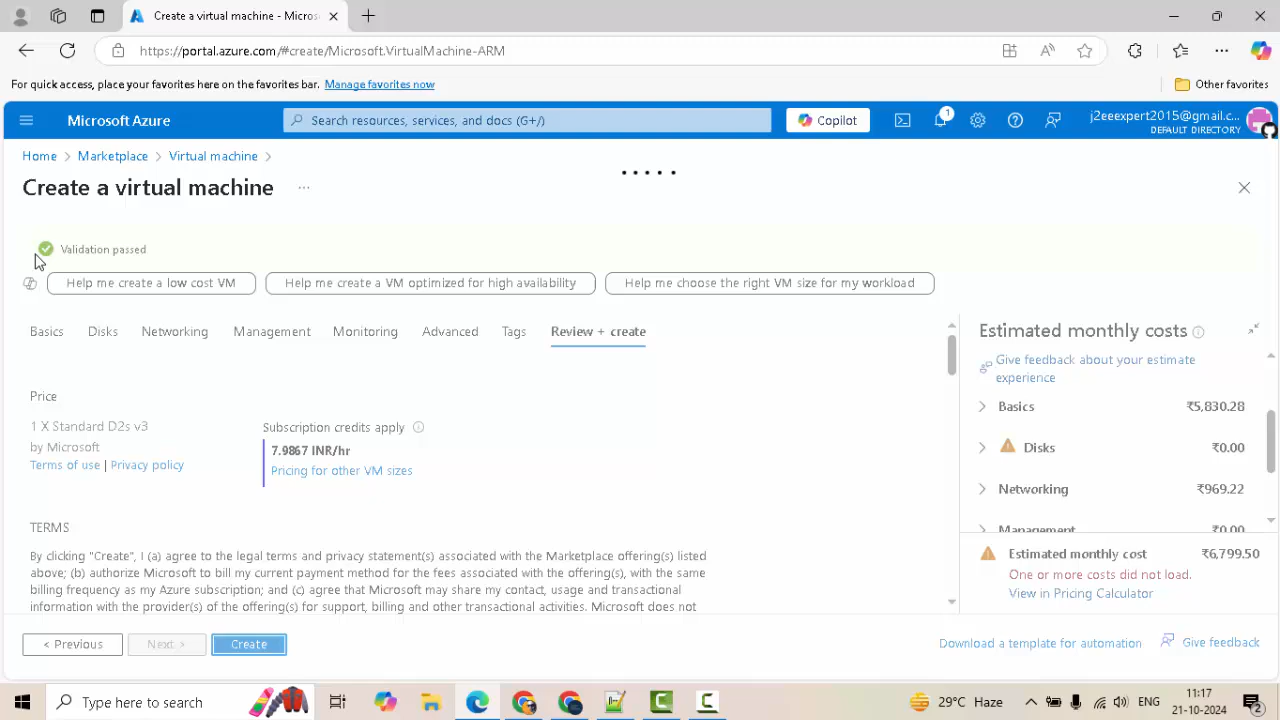 Microso
https://portal.azure.com/#create/Microsoft.VirtualMachine-ARM
For quick access, place your favorites here on the favorites bar. Manage favorites now
Other favorites
Microsoft Azure
Search resources, services, and docs (G+/)
Copilot
1
j2eeexpert2015@gmail.c...
DEFAULT DIRECTORY
Home > Marketplace > Virtual machine >
Create a virtual machine ...
Validation passed
Help me create a low cost VM
Help me create a VM optimized for high availability
Help me choose the right VM size for my workload
Basics Disks Networking Management Monitoring Advanced Tags Review + create
Price
1 X Standard D2s v3
by Microsoft
Terms of use | Privacy policy
Subscription credits apply
7.9867 INR/hr
Pricing for other VM sizes
TERMS
By clicking "Create", I (a) agree to the legal terms and privacy statement(s) associated with the Marketplace offering(s) listed
above; (b) authorize Microsoft to bill my current payment method for the fees associated with the offering(s), with the same
billing frequency as my Azure subscription; and (c) agree that Microsoft may share my contact, usage and transactional
information with the provider(s) of the offering(s) for support, billing and other transactional activities. Microsoft does not
Estimated monthly costs
Give feedback about your estimate
experience
Basics ₹5,830.28
Disks ₹0.00
Networking ₹969.22
Management ₹0.00
Estimated monthly cost ₹6,799.50
One or more costs did not load.
View in Pricing Calculator
< Previous
Next >
Create
Download a template for automation
Give feedback
Type here to search
29°C Haze
ENG
11:17
21-10-2024
2